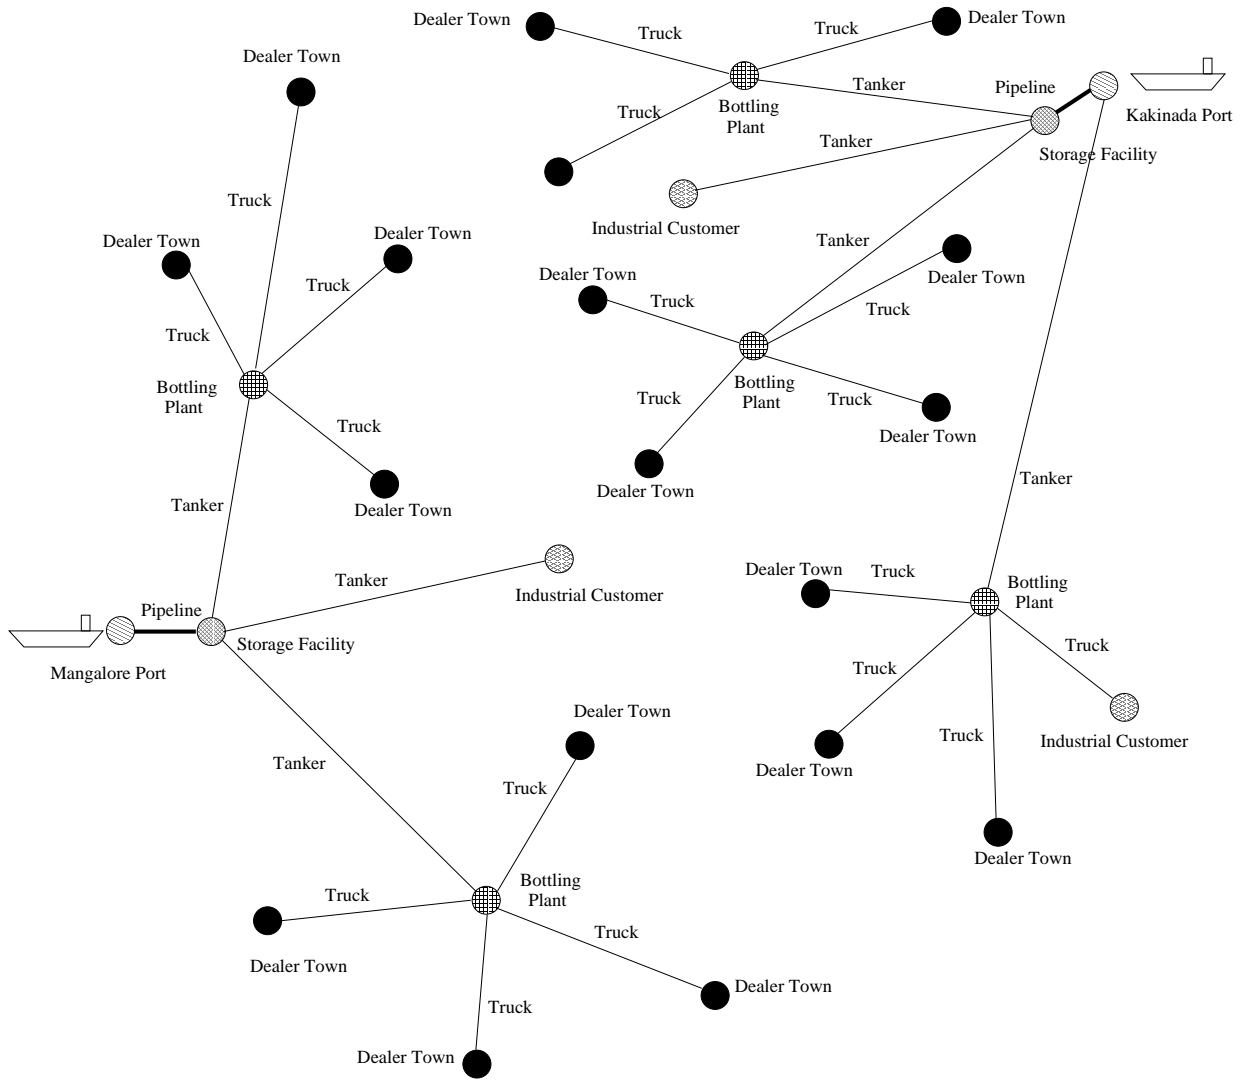 Dealer Town
Truck
Truck
Dealer Town
Dealer Town
Tanker
Pipeline
Bottling
Plant
Truck
Kakinada Port
Tanker
Storage Facility
Truck
Industrial Customer
Dealer Town
Dealer Town
Tanker
Dealer Town
Dealer Town
Truck
Truck
Truck
Truck
Bottling
Plant
Bottling
Plant
Truck
Truck
Truck
Dealer Town
Dealer Town
Dealer Town
Tanker
Tanker
Tanker
Industrial Customer
Dealer Town
Truck
Bottling
Plant
Pipeline
Storage Facility
Mangalore Port
Truck
Truck
Dealer Town
Truck
Industrial Customer
Tanker
Dealer Town
Truck
Dealer Town
Bottling
Plant
Truck
Truck
Dealer Town
Dealer Town
Truck
Dealer Town